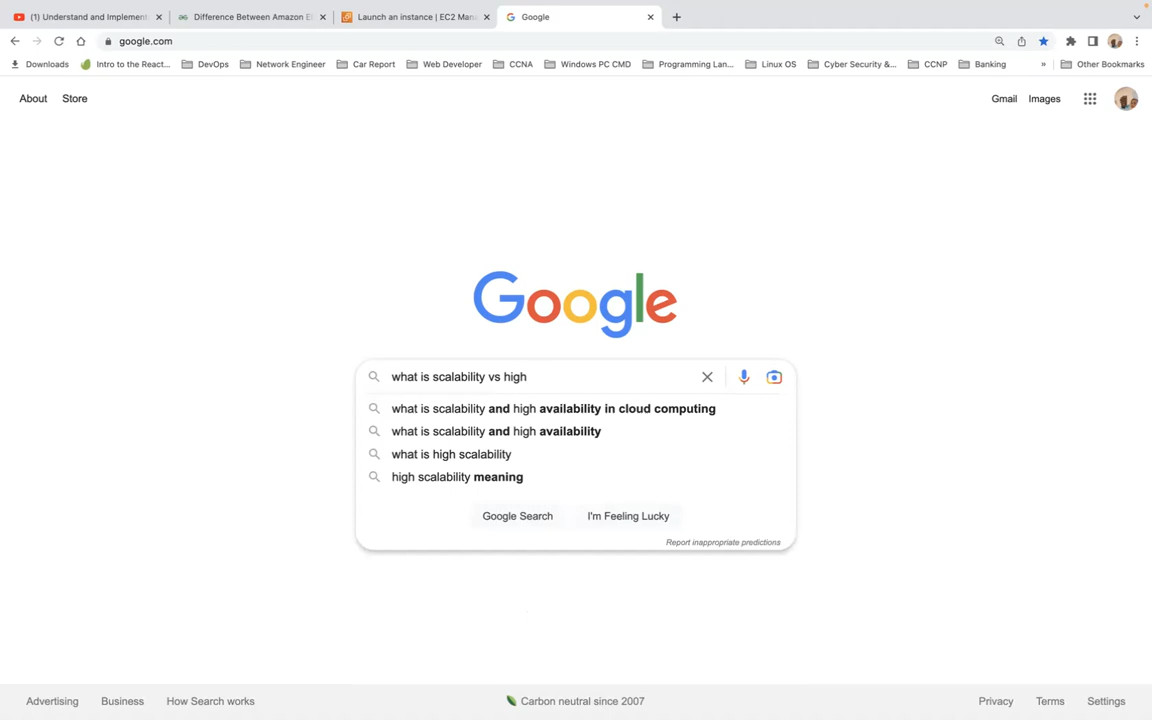 (1) Understand and Implement
Difference Between Amazon E
Launch an instance | EC2 Mana
Google
google.com
Downloads
Intro to the React...
DevOps
Network Engineer
Car Report
Web Developer
CCNA
Windows PC CMD
Programming Lan...
Linux OS
Cyber Security &...
CCNP
Banking
»
Other Bookmarks
About
Store
Gmail
Images
Google
what is scalability vs high
what is scalability and high availability in cloud computing
what is scalability and high availability
what is high scalability
high scalability meaning
Google Search
I'm Feeling Lucky
Report inappropriate predictions
Advertising
Business
How Search works
Carbon neutral since 2007
Privacy
Terms
Settings